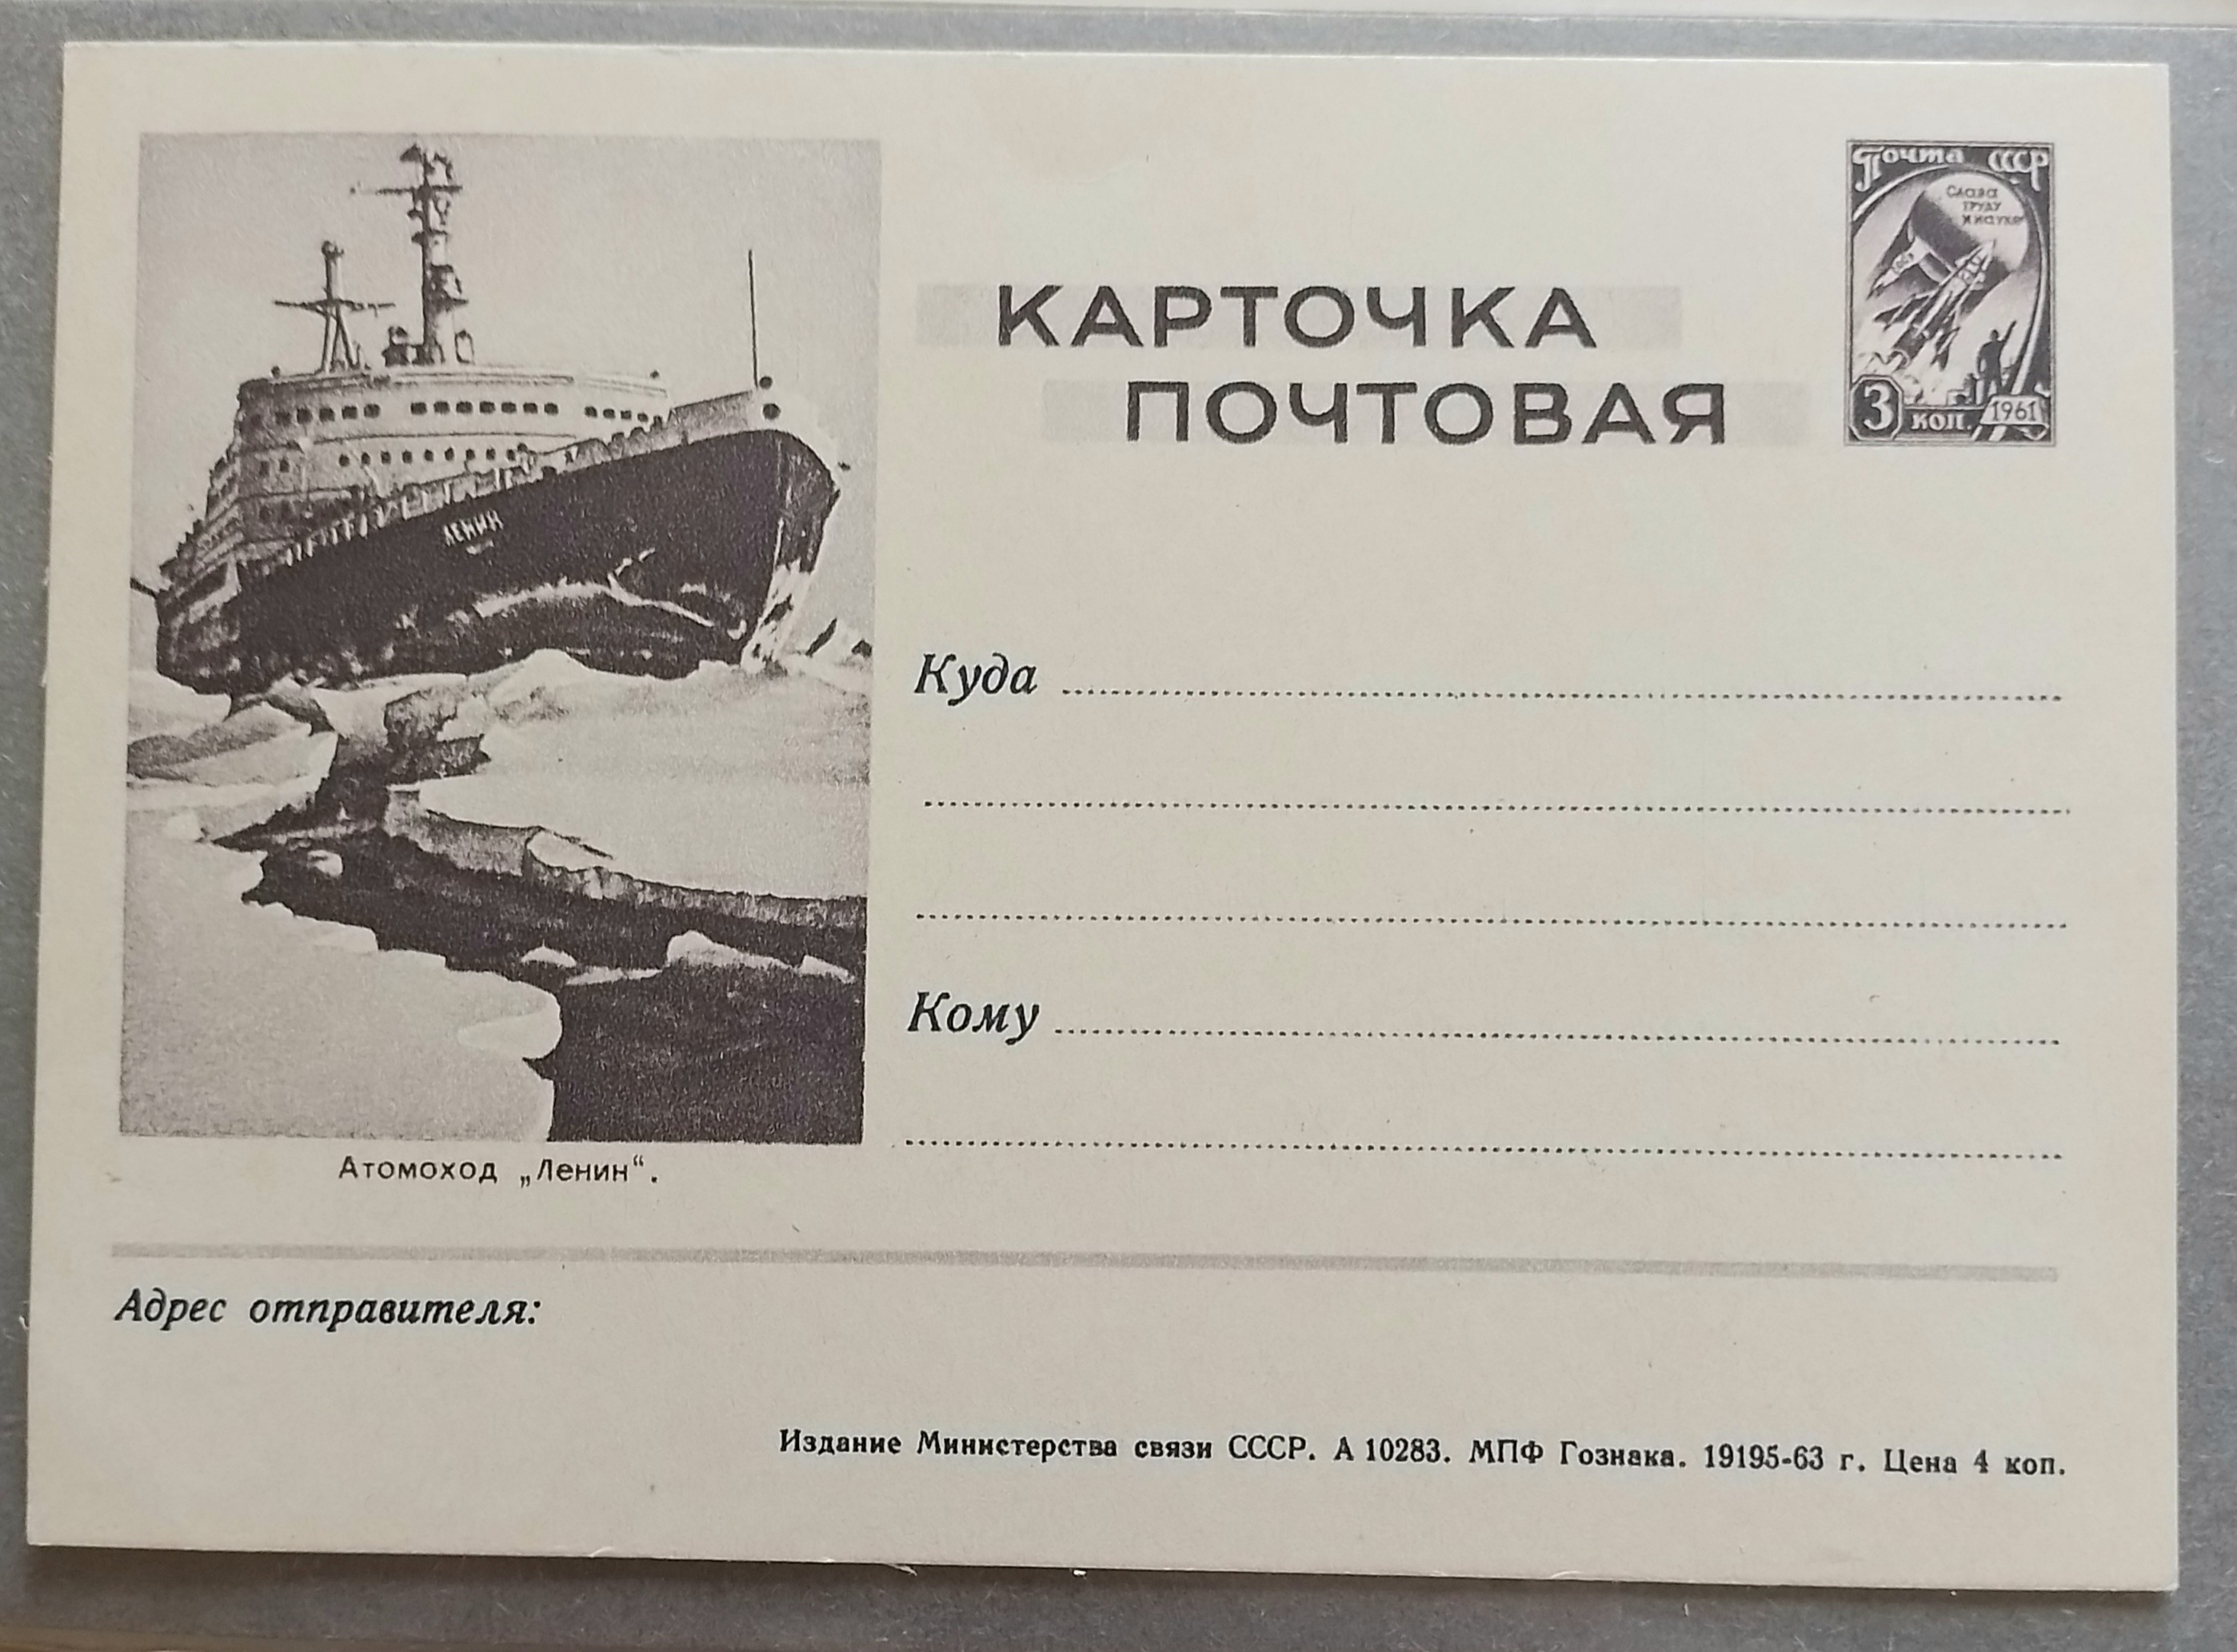 Почта СССР
Слава
труду
и науке
3 коп. 1961
КАРТОЧКА
ПОЧТОВАЯ
ЛЕНИН
Куда
Кому
Атомоход „Ленин“.
Адрес отправителя:
Издание Министерства связи СССР. А 10283. МПФ Гознака. 19195-63 г. Цена 4 коп.